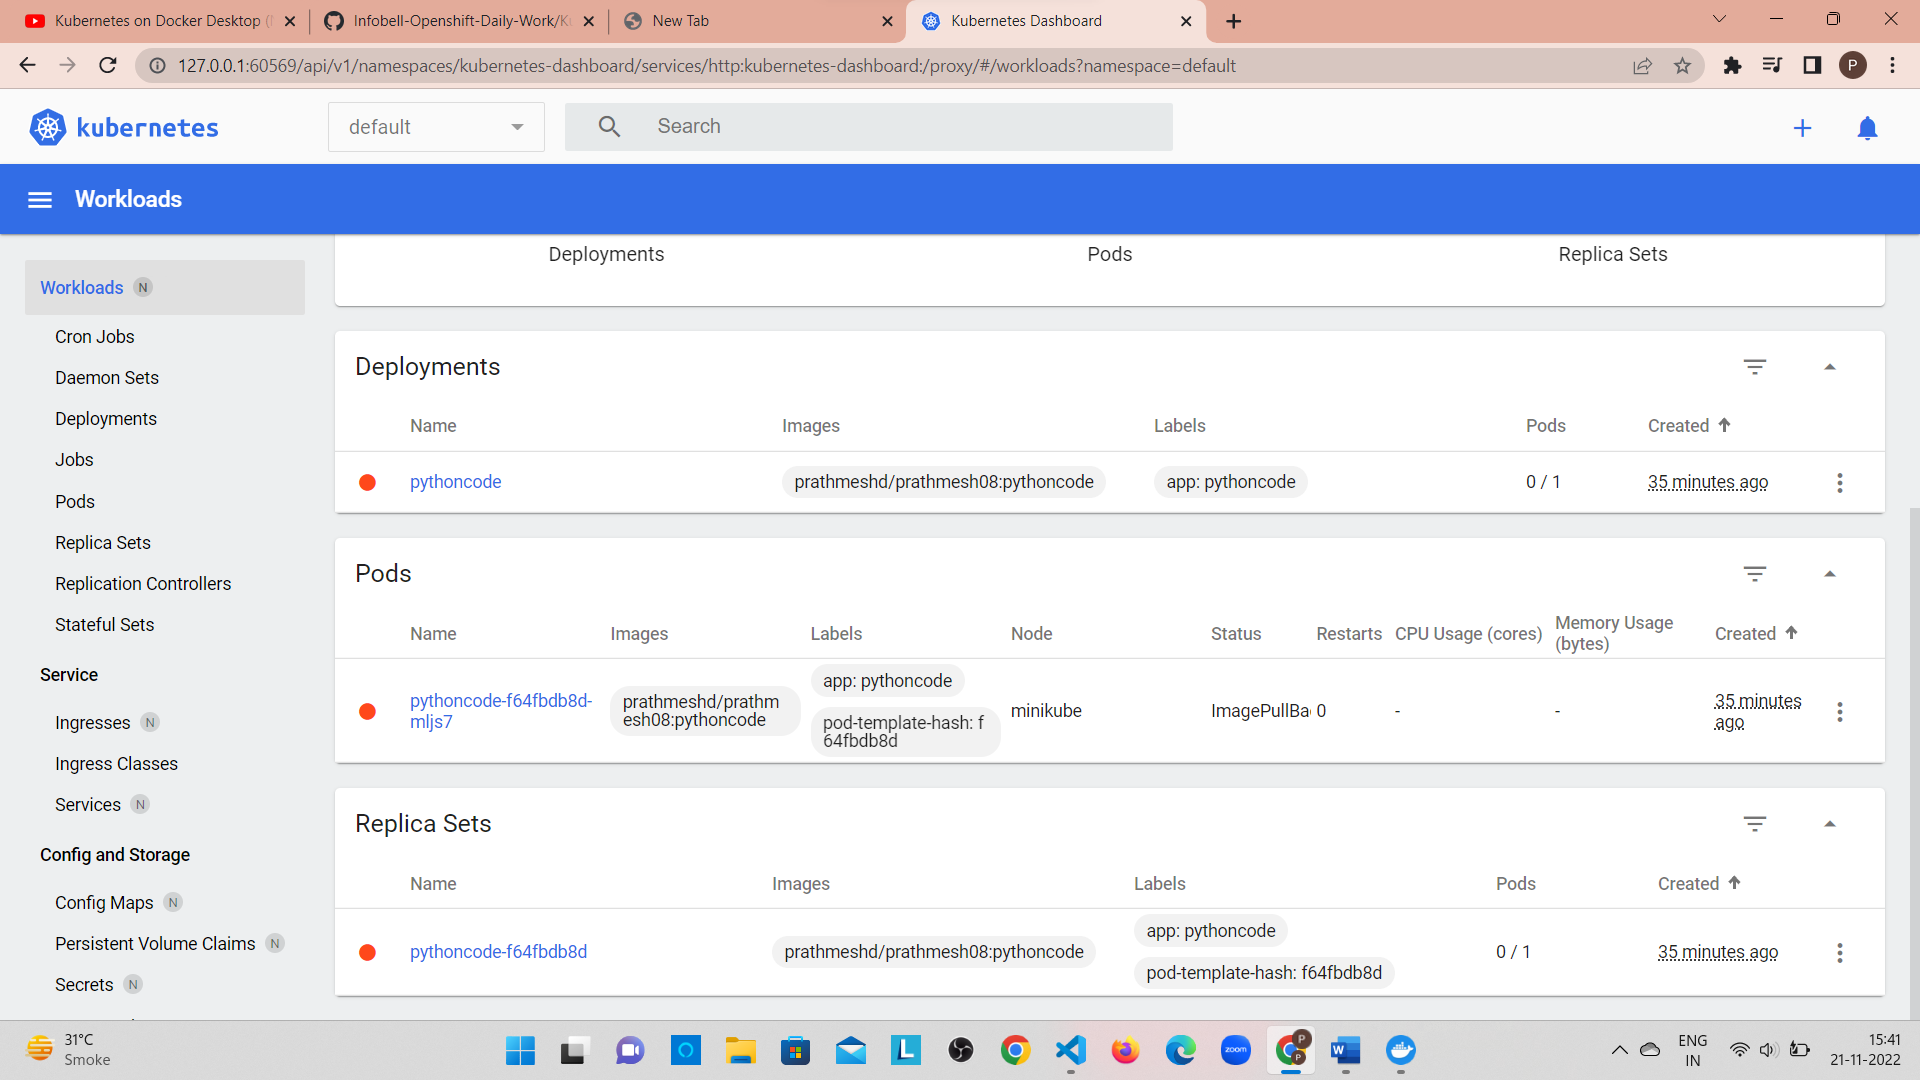 Kubernetes on Docker Desktop (
Infobell-Openshift-Daily-Work/K
New Tab
Kubernetes Dashboard
127.0.0.1:60569/api/v1/namespaces/kubernetes-dashboard/services/http:kubernetes-dashboard:/proxy/#/workloads?namespace=default
P
kubernetes
default
Search
Workloads
Deployments Pods Replica Sets
Workloads N
Cron Jobs
Daemon Sets
Deployments
Jobs
Pods
Replica Sets
Replication Controllers
Stateful Sets
Service
Ingresses N
Ingress Classes
Services N
Config and Storage
Config Maps N
Persistent Volume Claims N
Secrets N
Deployments
Name Images Labels Pods Created
pythoncode prathmeshd/prathmesh08:pythoncode app: pythoncode 0 / 1 35 minutes ago
Pods
Name Images Labels Node Status Restarts CPU Usage (cores) Memory Usage
(bytes) Created
pythoncode-f64fbdb8d-
mljs7
prathmeshd/prathm
esh08:pythoncode
app: pythoncode
pod-template-hash: f
64fbdb8d
minikube
ImagePullBa 0
-
-
35 minutes
ago
Replica Sets
Name Images Labels Pods Created
pythoncode-f64fbdb8d prathmeshd/prathmesh08:pythoncode
app: pythoncode
pod-template-hash: f64fbdb8d
0 / 1
35 minutes ago
31°C
Smoke
zoom
P
P
W
L
ENG
IN
15:41
21-11-2022